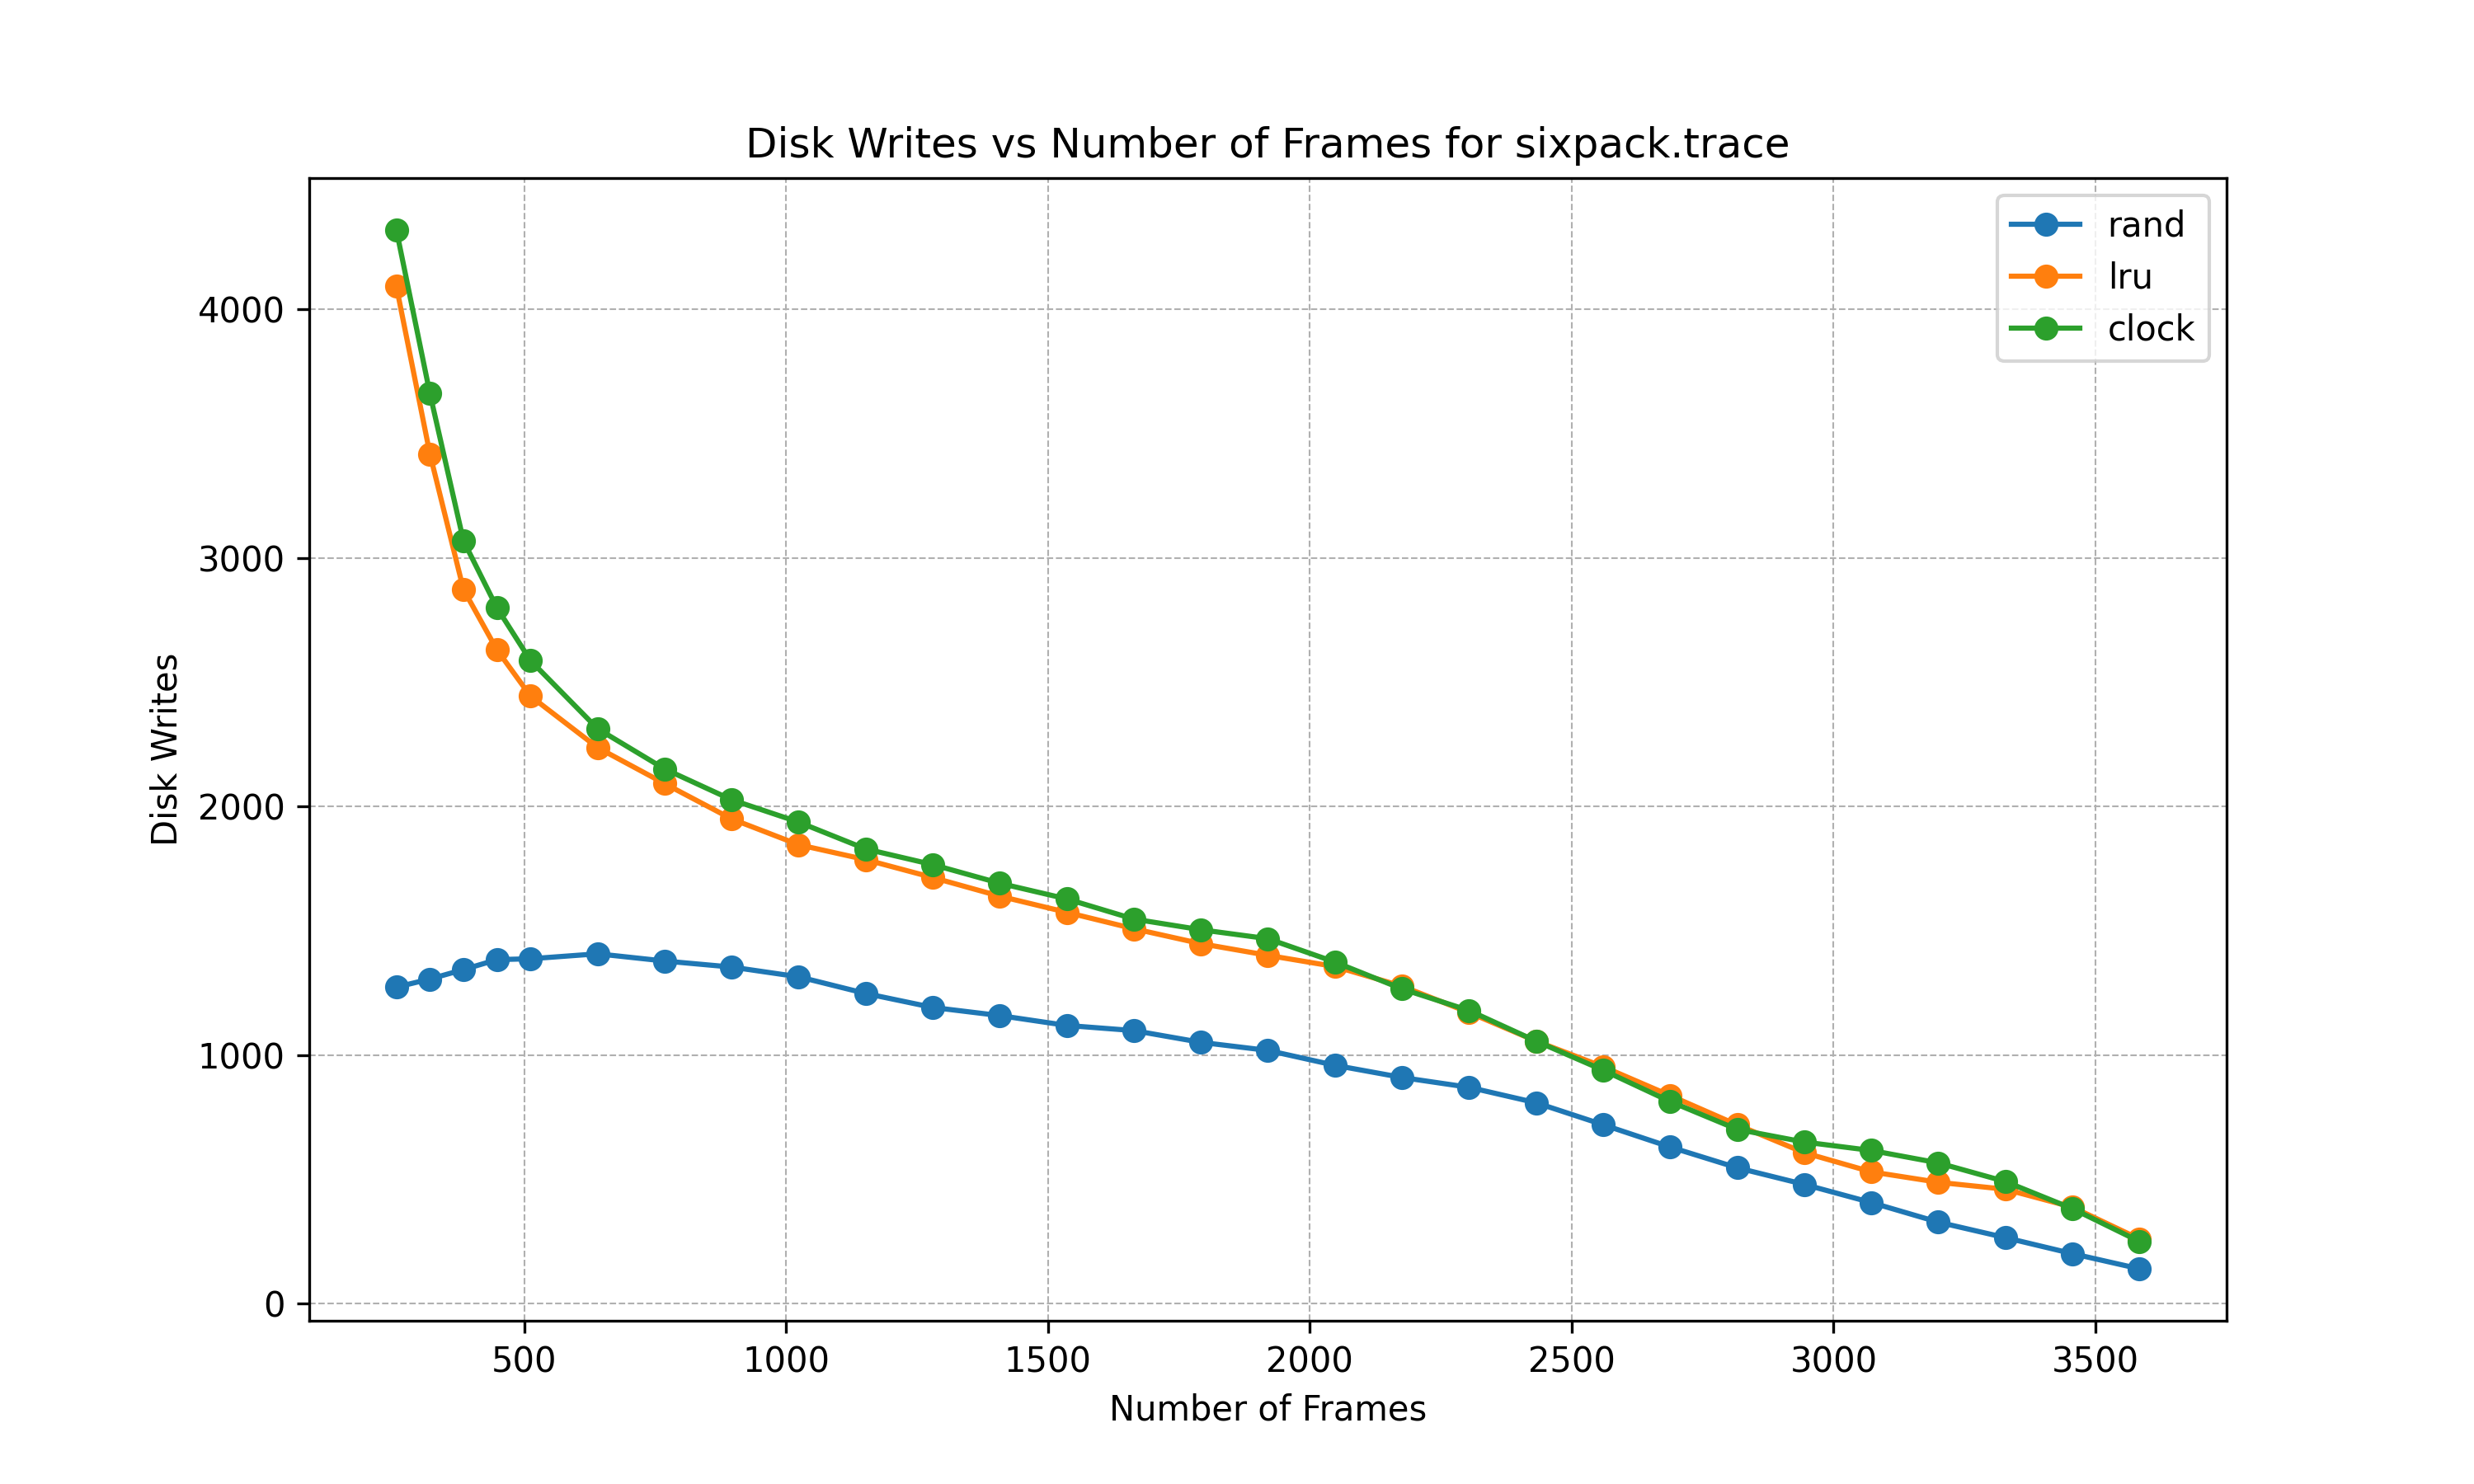 Disk Writes vs Number of Frames for sixpack.trace
rand
lru
clock
4000
3000
2000
1000
0
Disk Writes
500 1000 1500 2000 2500 3000 3500
Number of Frames